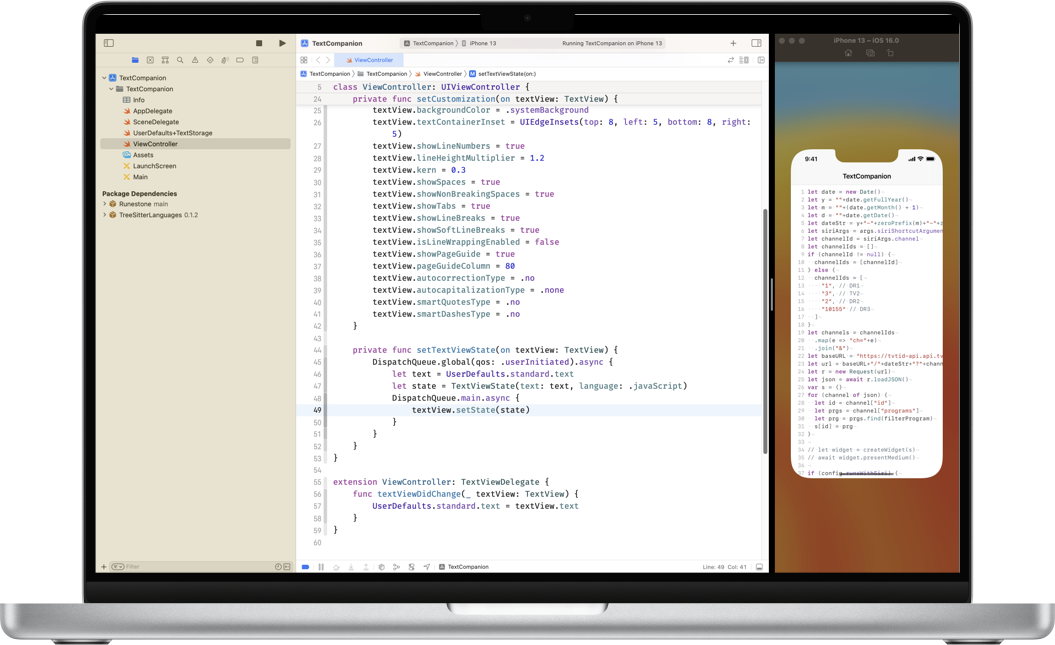 TextCompanion
TextCompanion
iPhone 13
Running TextCompanion on iPhone 13
iPhone 13 – iOS 16.0
ViewController
TextCompanion
TextCompanion
Info
AppDelegate
SceneDelegate
UserDefaults+TextStorage
ViewController
Assets
LaunchScreen
Main
Package Dependencies
Runestone main
TreeSitterLanguages 0.1.2
Filter
TextCompanion
TextCompanion
ViewController
M
setTextViewState(on:)
5 class ViewController: UIViewController {
24 private func setCustomization(on textView: TextView) {
25 textView.backgroundColor = .systemBackground
26 textView.textContainerInset = UIEdgeInsets(top: 8, left: 5, bottom: 8, right:
5)
27 textView.showLineNumbers = true
28 textView.lineHeightMultiplier = 1.2
29 textView.kern = 0.3
30 textView.showSpaces = true
31 textView.showNonBreakingSpaces = true
32 textView.showTabs = true
33 textView.showLineBreaks = true
34 textView.showSoftLineBreaks = true
35 textView.isLineWrappingEnabled = false
36 textView.showPageGuide = true
37 textView.pageGuideColumn = 80
38 textView.autocorrectionType = .no
39 textView.autocapitalizationType = .none
40 textView.smartQuotesType = .no
41 textView.smartDashesType = .no
42 }
43
44 private func setTextViewState(on textView: TextView) {
45 DispatchQueue.global(qos: .userInitiated).async {
46 let text = UserDefaults.standard.text
47 let state = TextViewState(text: text, language: .javaScript)
48 DispatchQueue.main.async {
49 textView.setState(state)
50 }
51 }
52 }
53 }
54
55 extension ViewController: TextViewDelegate {
56 func textViewDidChange(_ textView: TextView) {
57 UserDefaults.standard.text = textView.text
58 }
59 }
60
TextCompanion
Line: 49 Col: 41
9:41
TextCompanion
1 let date = new Date()
2 let y = ""+date.getFullYear()
3 let m = ""+(date.getMonth() + 1)
4 let d = ""+date.getDate()
5 let dateStr = y+"-"+zeroPrefix(m)+"-"+z
6 let siriArgs = args.siriShortcutArgumen
7 let channelId = siriArgs.channel
8 let channelIds = []
9 if (channelId != null) {
10 channelIds = [channelId]
11 } else {
12 channelIds = [
13 "1", // DR1
14 "3", // TV2
15 "2", // DR2
16 "10155" // DR3
17 ]
18 }
19 let channels = channelIds
20 .map(e => "ch="+e)
21 .join("&")
22 let baseURL = "https://tvtid-api.api.tv
23 let url = baseURL+"/"+dateStr+"?"+chann
24 let r = new Request(url)
25 let json = await r.loadJSON()
26 var s = {}
27 for (channel of json) {
28 let id = channel["id"]
29 let prgs = channel["programs"]
30 let prg = prgs.find(filterProgram)
31 s[id] = prg
32 }
33
34 // let widget = createWidget(s)
35 // await widget.presentMedium()
36
37 if (config.runsWithSiri) {